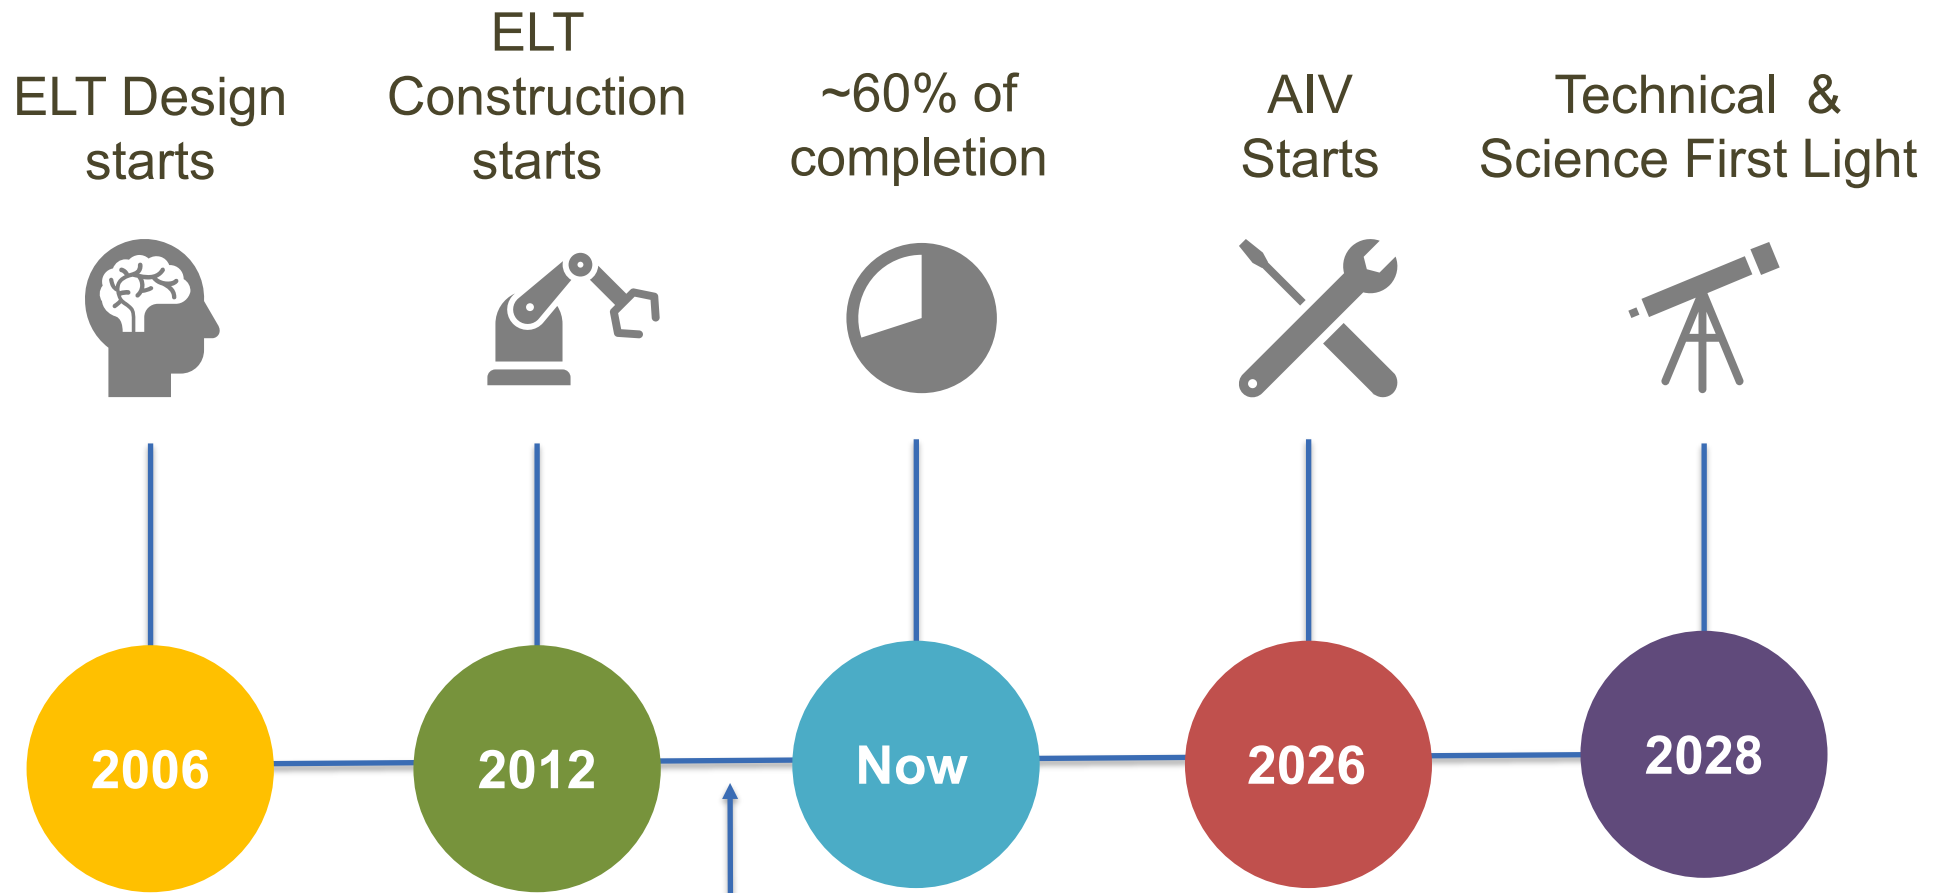 ELT Design
starts
ELT
Construction
starts
~60% of
completion
AIV
Starts
Technical &
Science First Light
2006
2012
Now
2026
2028